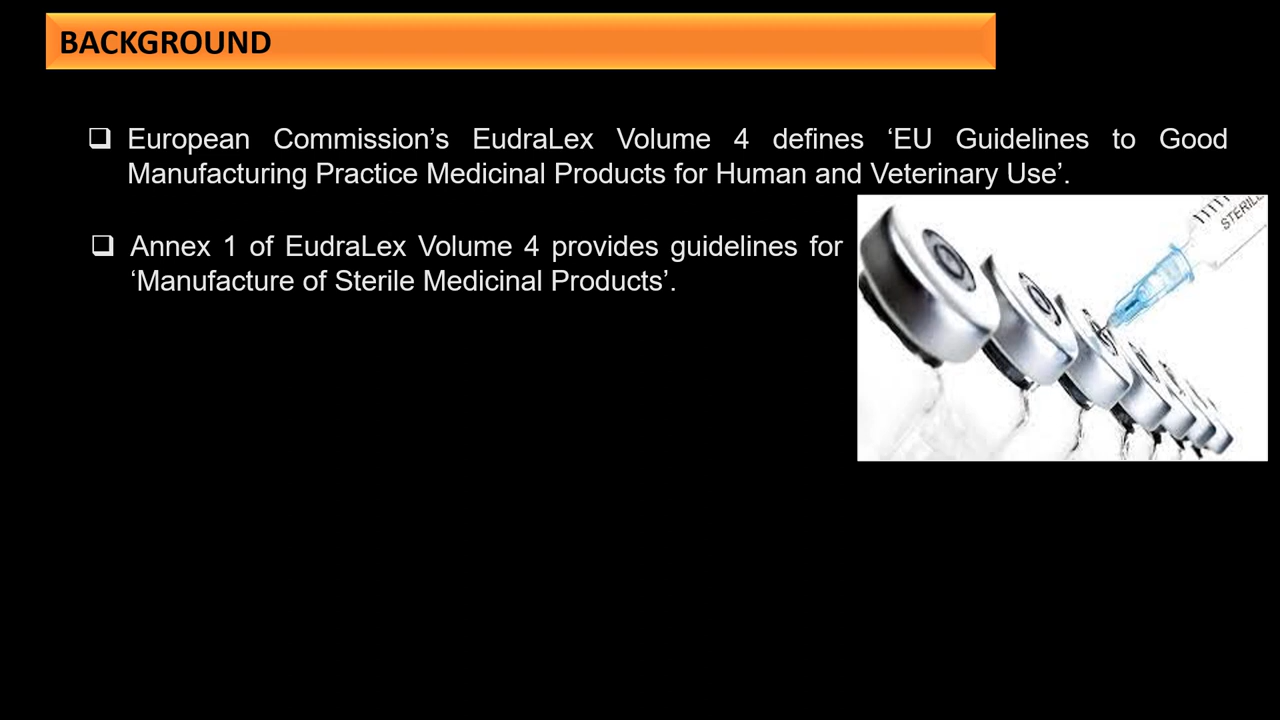 BACKGROUND
❑ European Commission’s EudraLex Volume 4 defines ‘EU Guidelines to Good
Manufacturing Practice Medicinal Products for Human and Veterinary Use’.
❑ Annex 1 of EudraLex Volume 4 provides guidelines for
‘Manufacture of Sterile Medicinal Products’.
STERILE